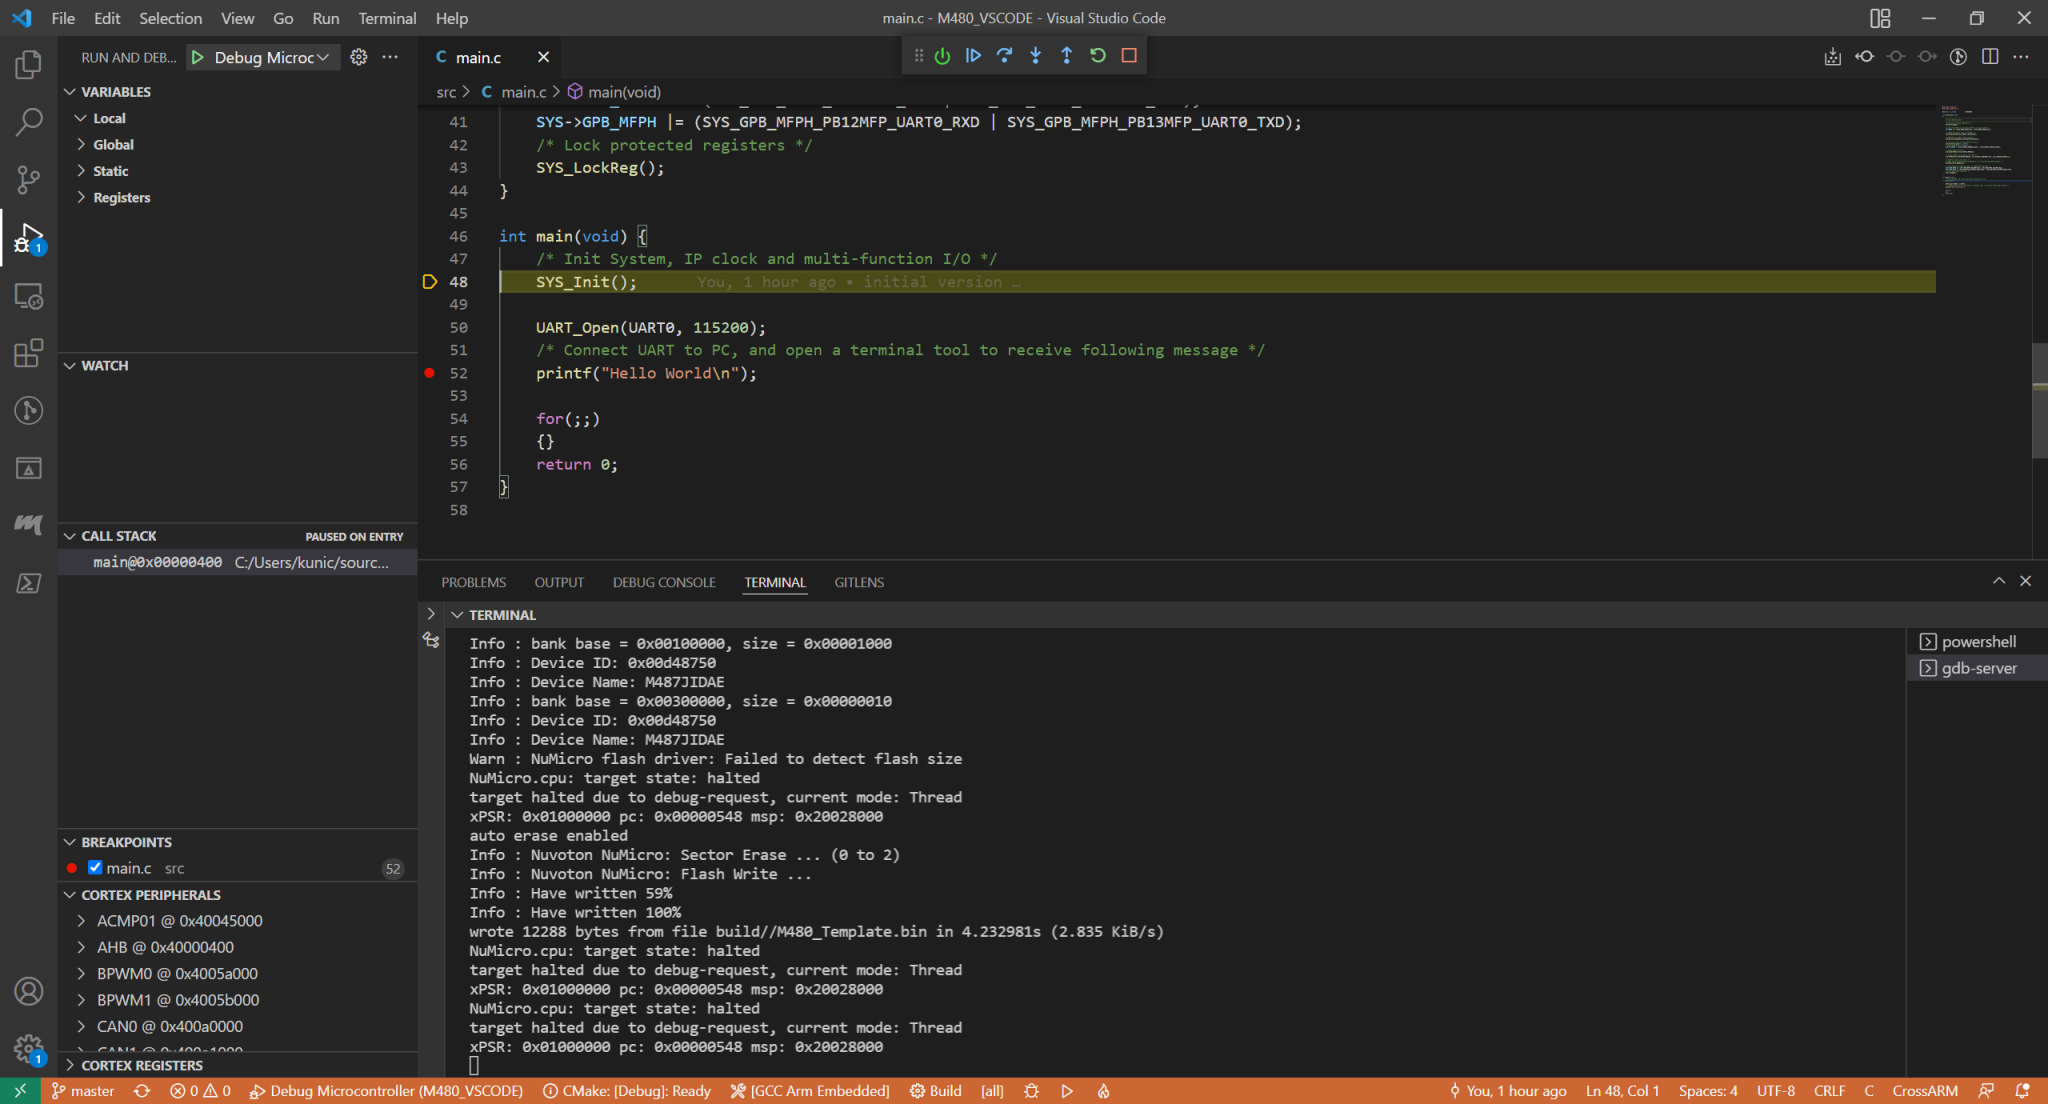 File Edit Selection View Go Run Terminal Help
main.c - M480_VSCODE - Visual Studio Code
RUN AND DEB... Debug Microc
C main.c
src > C main.c > main(void)
VARIABLES
Local
Global
Static
Registers
WATCH
CALL STACK PAUSED ON ENTRY
main@0x00000400 C:/Users/kunic/sourc...
BREAKPOINTS
main.c src 52
CORTEX PERIPHERALS
ACMP01 @ 0x40045000
AHB @ 0x40000400
BPWM0 @ 0x4005a000
BPWM1 @ 0x4005b000
CAN0 @ 0x400a0000
CORTEX REGISTERS
1
1
41 SYS->GPB_MFPH |= (SYS_GPB_MFPH_PB12MFP_UART0_RXD | SYS_GPB_MFPH_PB13MFP_UART0_TXD);
42 /* Lock protected registers */
43 SYS_LockReg();
44 }
45
46 int main(void) {
47 /* Init System, IP clock and multi-function I/O */
48 SYS_Init(); You, 1 hour ago • initial version …
49
50 UART_Open(UART0, 115200);
51 /* Connect UART to PC, and open a terminal tool to receive following message */
52 printf("Hello World\n");
53
54 for(;;)
55 {}
56 return 0;
57 }
58
PROBLEMS OUTPUT DEBUG CONSOLE TERMINAL GITLENS
TERMINAL
Info : bank base = 0x00100000, size = 0x00001000
Info : Device ID: 0x00d48750
Info : Device Name: M487JIDAE
Info : bank base = 0x00300000, size = 0x00000010
Info : Device ID: 0x00d48750
Info : Device Name: M487JIDAE
Warn : NuMicro flash driver: Failed to detect flash size
NuMicro.cpu: target state: halted
target halted due to debug-request, current mode: Thread
xPSR: 0x01000000 pc: 0x00000548 msp: 0x20028000
auto erase enabled
Info : Nuvoton NuMicro: Sector Erase ... (0 to 2)
Info : Nuvoton NuMicro: Flash Write ...
Info : Have written 59%
Info : Have written 100%
wrote 12288 bytes from file build//M480_Template.bin in 4.232981s (2.835 KiB/s)
NuMicro.cpu: target state: halted
target halted due to debug-request, current mode: Thread
xPSR: 0x01000000 pc: 0x00000548 msp: 0x20028000
NuMicro.cpu: target state: halted
target halted due to debug-request, current mode: Thread
xPSR: 0x01000000 pc: 0x00000548 msp: 0x20028000
powershell
gdb-server
master 0 0 Debug Microcontroller (M480_VSCODE) CMake: [Debug]: Ready [GCC Arm Embedded] Build [all] You, 1 hour ago Ln 48, Col 1 Spaces: 4 UTF-8 CRLF C CrossARM